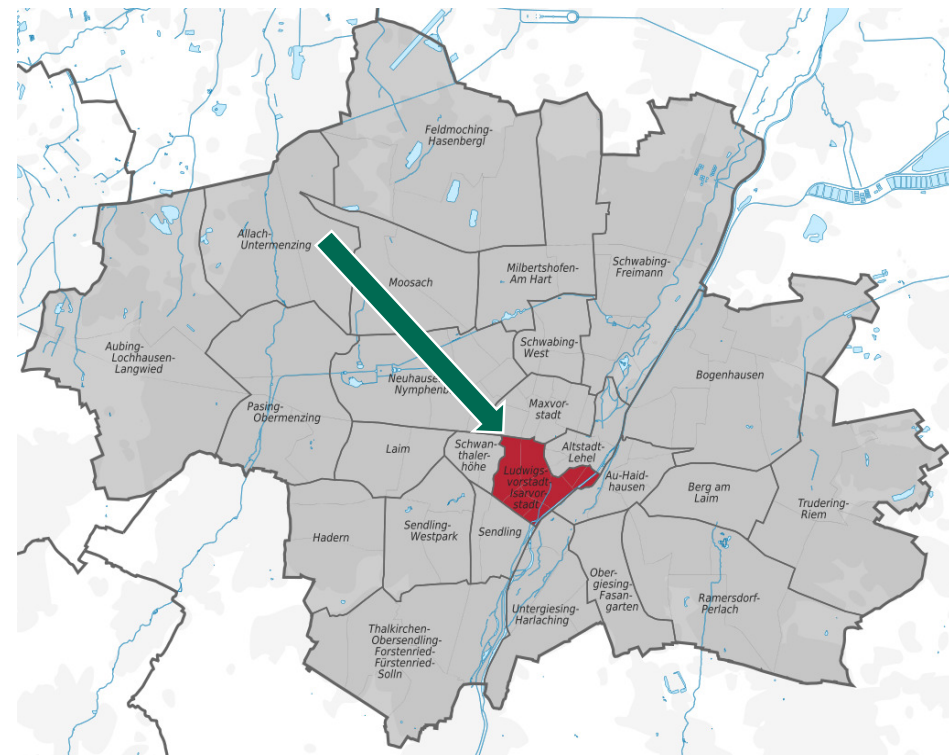 Feldmoching-
Hasenbergl
Allach-
Untermenzing
Moosach
Milbertshofen-
Am Hart
Schwabing-
Freimann
Aubing-
Lochhausen-
Langwied
Schwabing-
West
Bogenhausen
Neuhause
Nymphenb
Pasing-
Obermenzing
Maxvor-
stadt
Laim
Schwan-
thaler-
höhe
Altstadt-
Lehel
Ludwigs-
vorstadt-
Isarvor-
stadt
Au-Haid-
hausen
Berg am
Laim
Trudering-
Riem
Hadern
Sendling-
Westpark
Sendling
Ober-
giesing-
Fasan-
garten
Untergiesing-
Harlaching
Ramersdorf-
Perlach
Thalkirchen-
Obersendling-
Forstenried-
Fürstenried-
Solln